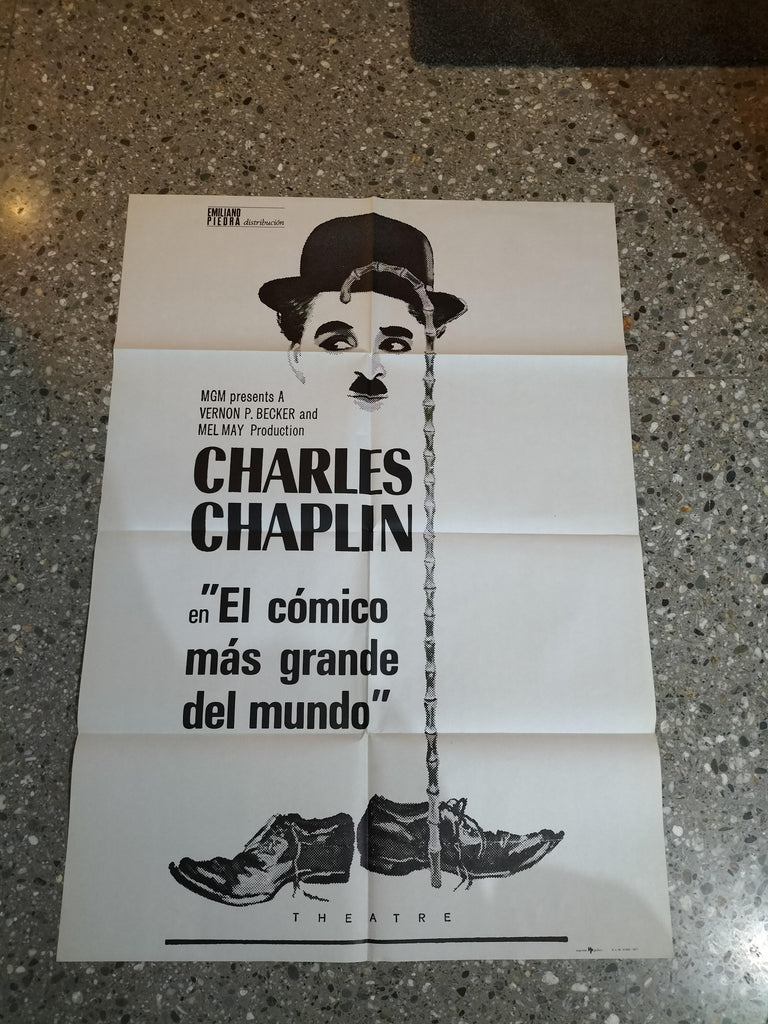 EMILIANO
PIEDRA distribución
MGM presents A
VERNON P. BECKER and
MEL MAY Production
CHARLES
CHAPLIN
en "El cómico
más grande
del mundo"
THEATRE